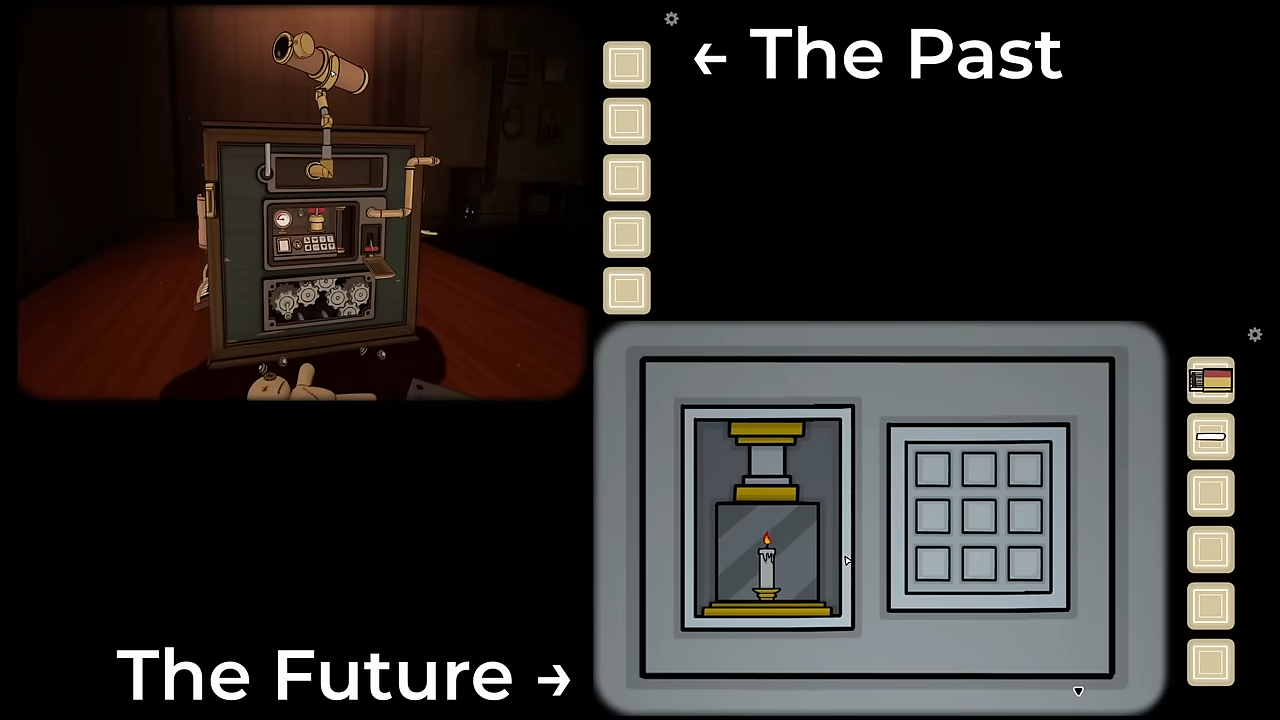 ← The Past
The Future →